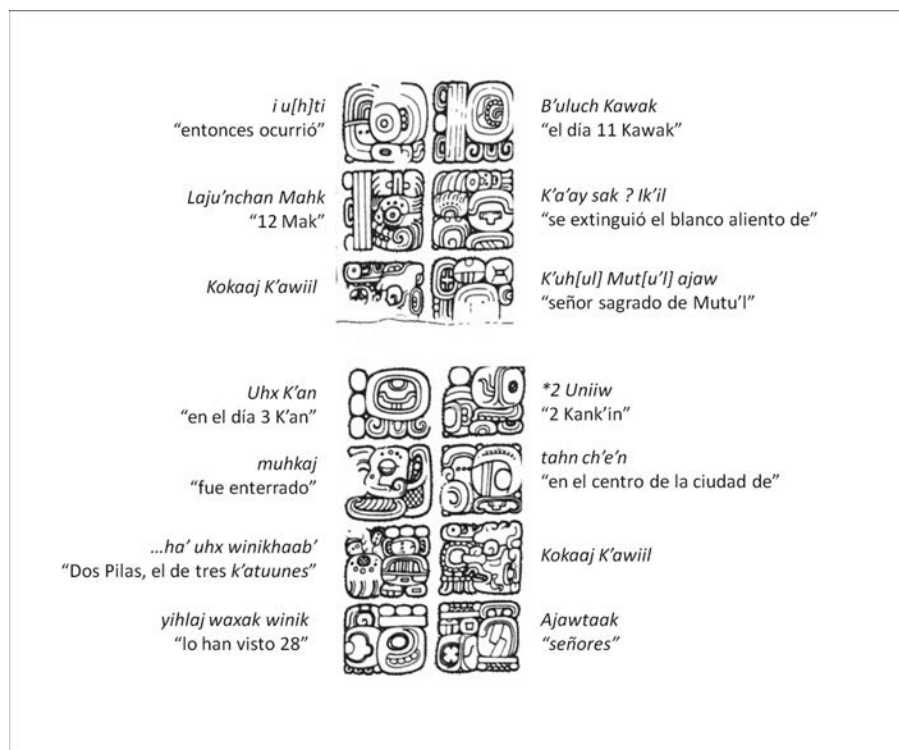 i u[h]ti
“entonces ocurrió”
B’uluch Kawak
“el día 11 Kawak”
Laju’nchan Mahk
“12 Mak”
K’a’ay sak ? Ik’il
“se extinguió el blanco aliento de”
Kokaaj K’awiil
K’uh[ul] Mut[u’l] ajaw
“señor sagrado de Mutu’l”
Uhx K’an
“en el día 3 K’an”
*2 Uniiw
“2 Kank’in”
muhkaj
“fue enterrado”
tahn ch’e’n
“en el centro de la ciudad de”
...ha’ uhx winikhaab’
“Dos Pilas, el de tres k’atuunes”
Kokaaj K’awiil
yihlaj waxak winik
“lo han visto 28”
Ajawtaak
“señores”